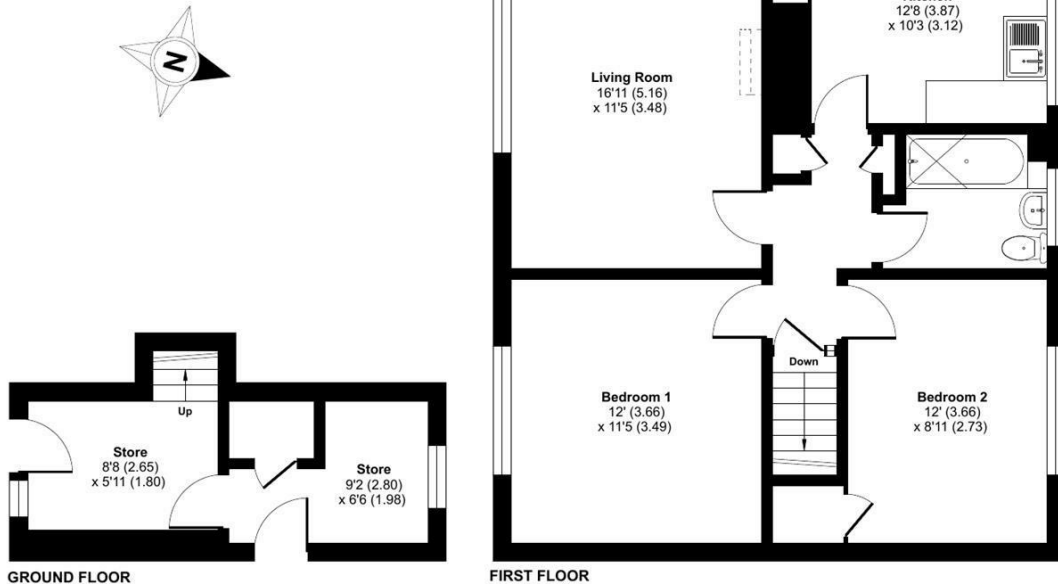 12'8 (3.87)
x 10'3 (3.12)
N
Living Room
16'11 (5.16)
x 11'5 (3.48)
Down
Bedroom 1
12' (3.66)
x 11'5 (3.49)
Bedroom 2
12' (3.66)
x 8'11 (2.73)
Up
Store
8'8 (2.65)
x 5'11 (1.80)
Store
9'2 (2.80)
x 6'6 (1.98)
GROUND FLOOR
FIRST FLOOR